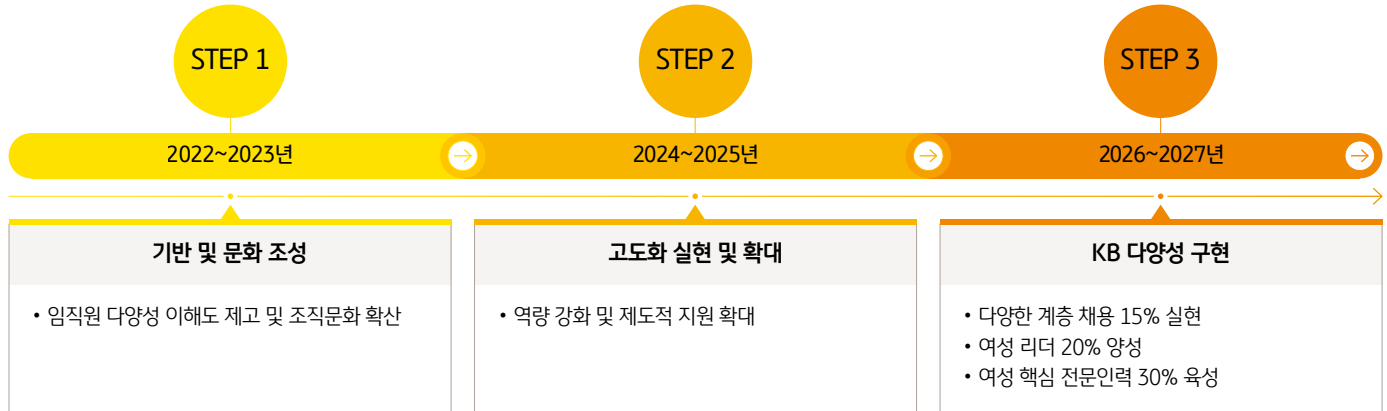 STEP 1
STEP 2
STEP 3
2022~2023년
2024~2025년
2026~2027년
기반 및 문화 조성
• 임직원 다양성 이해도 제고 및 조직문화 확산
고도화 실현 및 확대
• 역량 강화 및 제도적 지원 확대
KB 다양성 구현
• 다양한 계층 채용 15% 실현
• 여성 리더 20% 양성
• 여성 핵심 전문인력 30% 육성